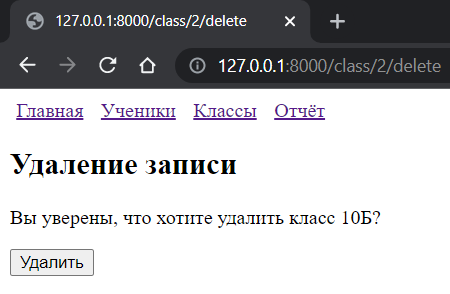 127.0.0.1:8000/class/2/delete
127.0.0.1:8000/class/2/delete
Главная Ученики Классы Отчёт
Удаление записи
Вы уверены, что хотите удалить класс 10Б?
Удалить